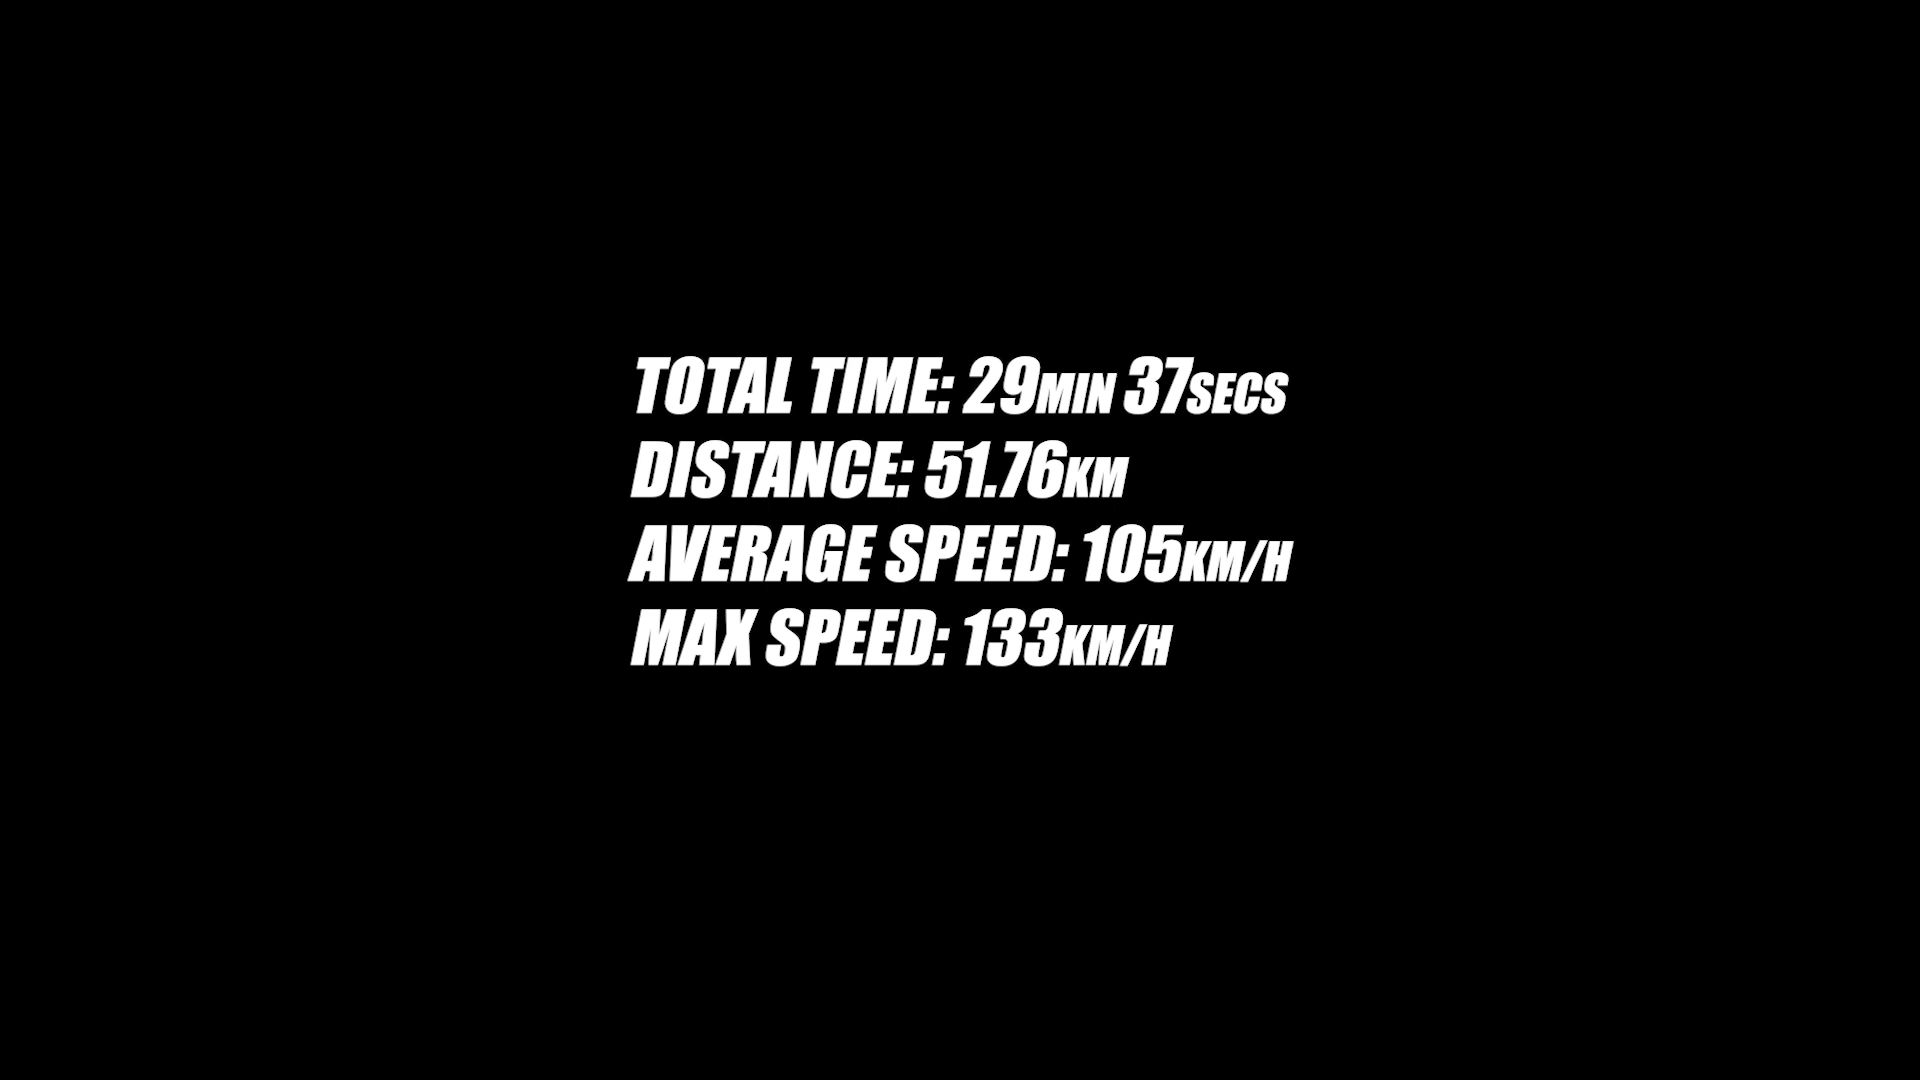 TOTAL TIME: 29MIN 37SECS
DISTANCE: 51.76KM
AVERAGE SPEED: 105KM/H
MAX SPEED: 133KM/H